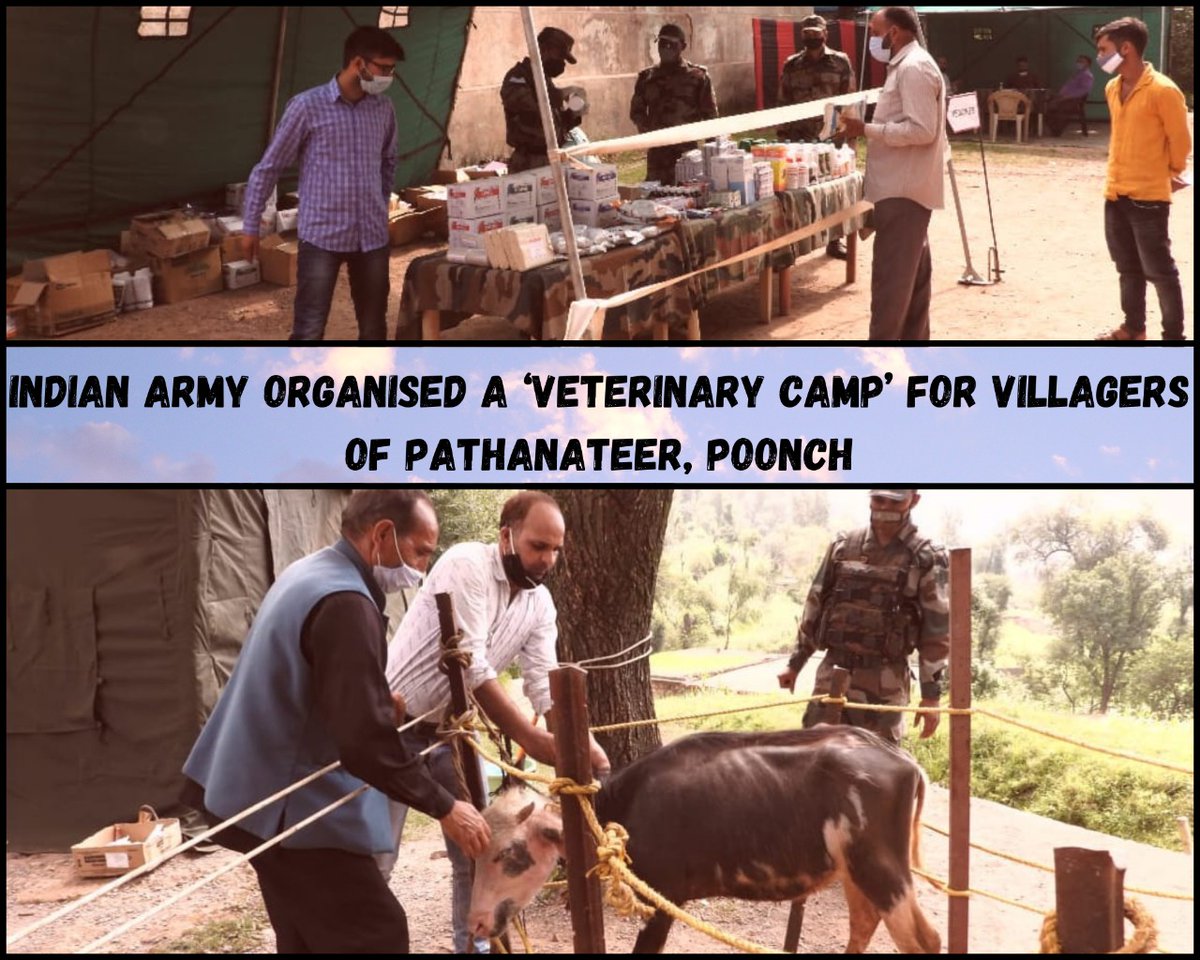 INDIAN ARMY ORGANISED A ‘VETERINARY CAMP’ FOR VILLAGERS
OF PATHANATEER, POONCH